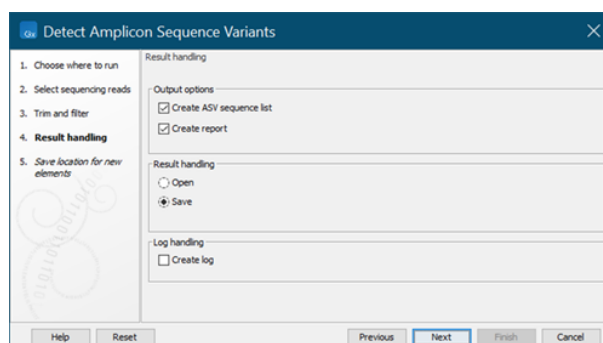 Qx Detect Amplicon Sequence Variants
1. Choose where to run
2. Select sequencing reads
3. Trim and filter
4. Result handling
5. Save location for new
elements
Result handling
Output options
Create ASV sequence list
Create report
Result handling
Open
Save
Log handling
Create log
Help Reset Previous Next Finish Cancel